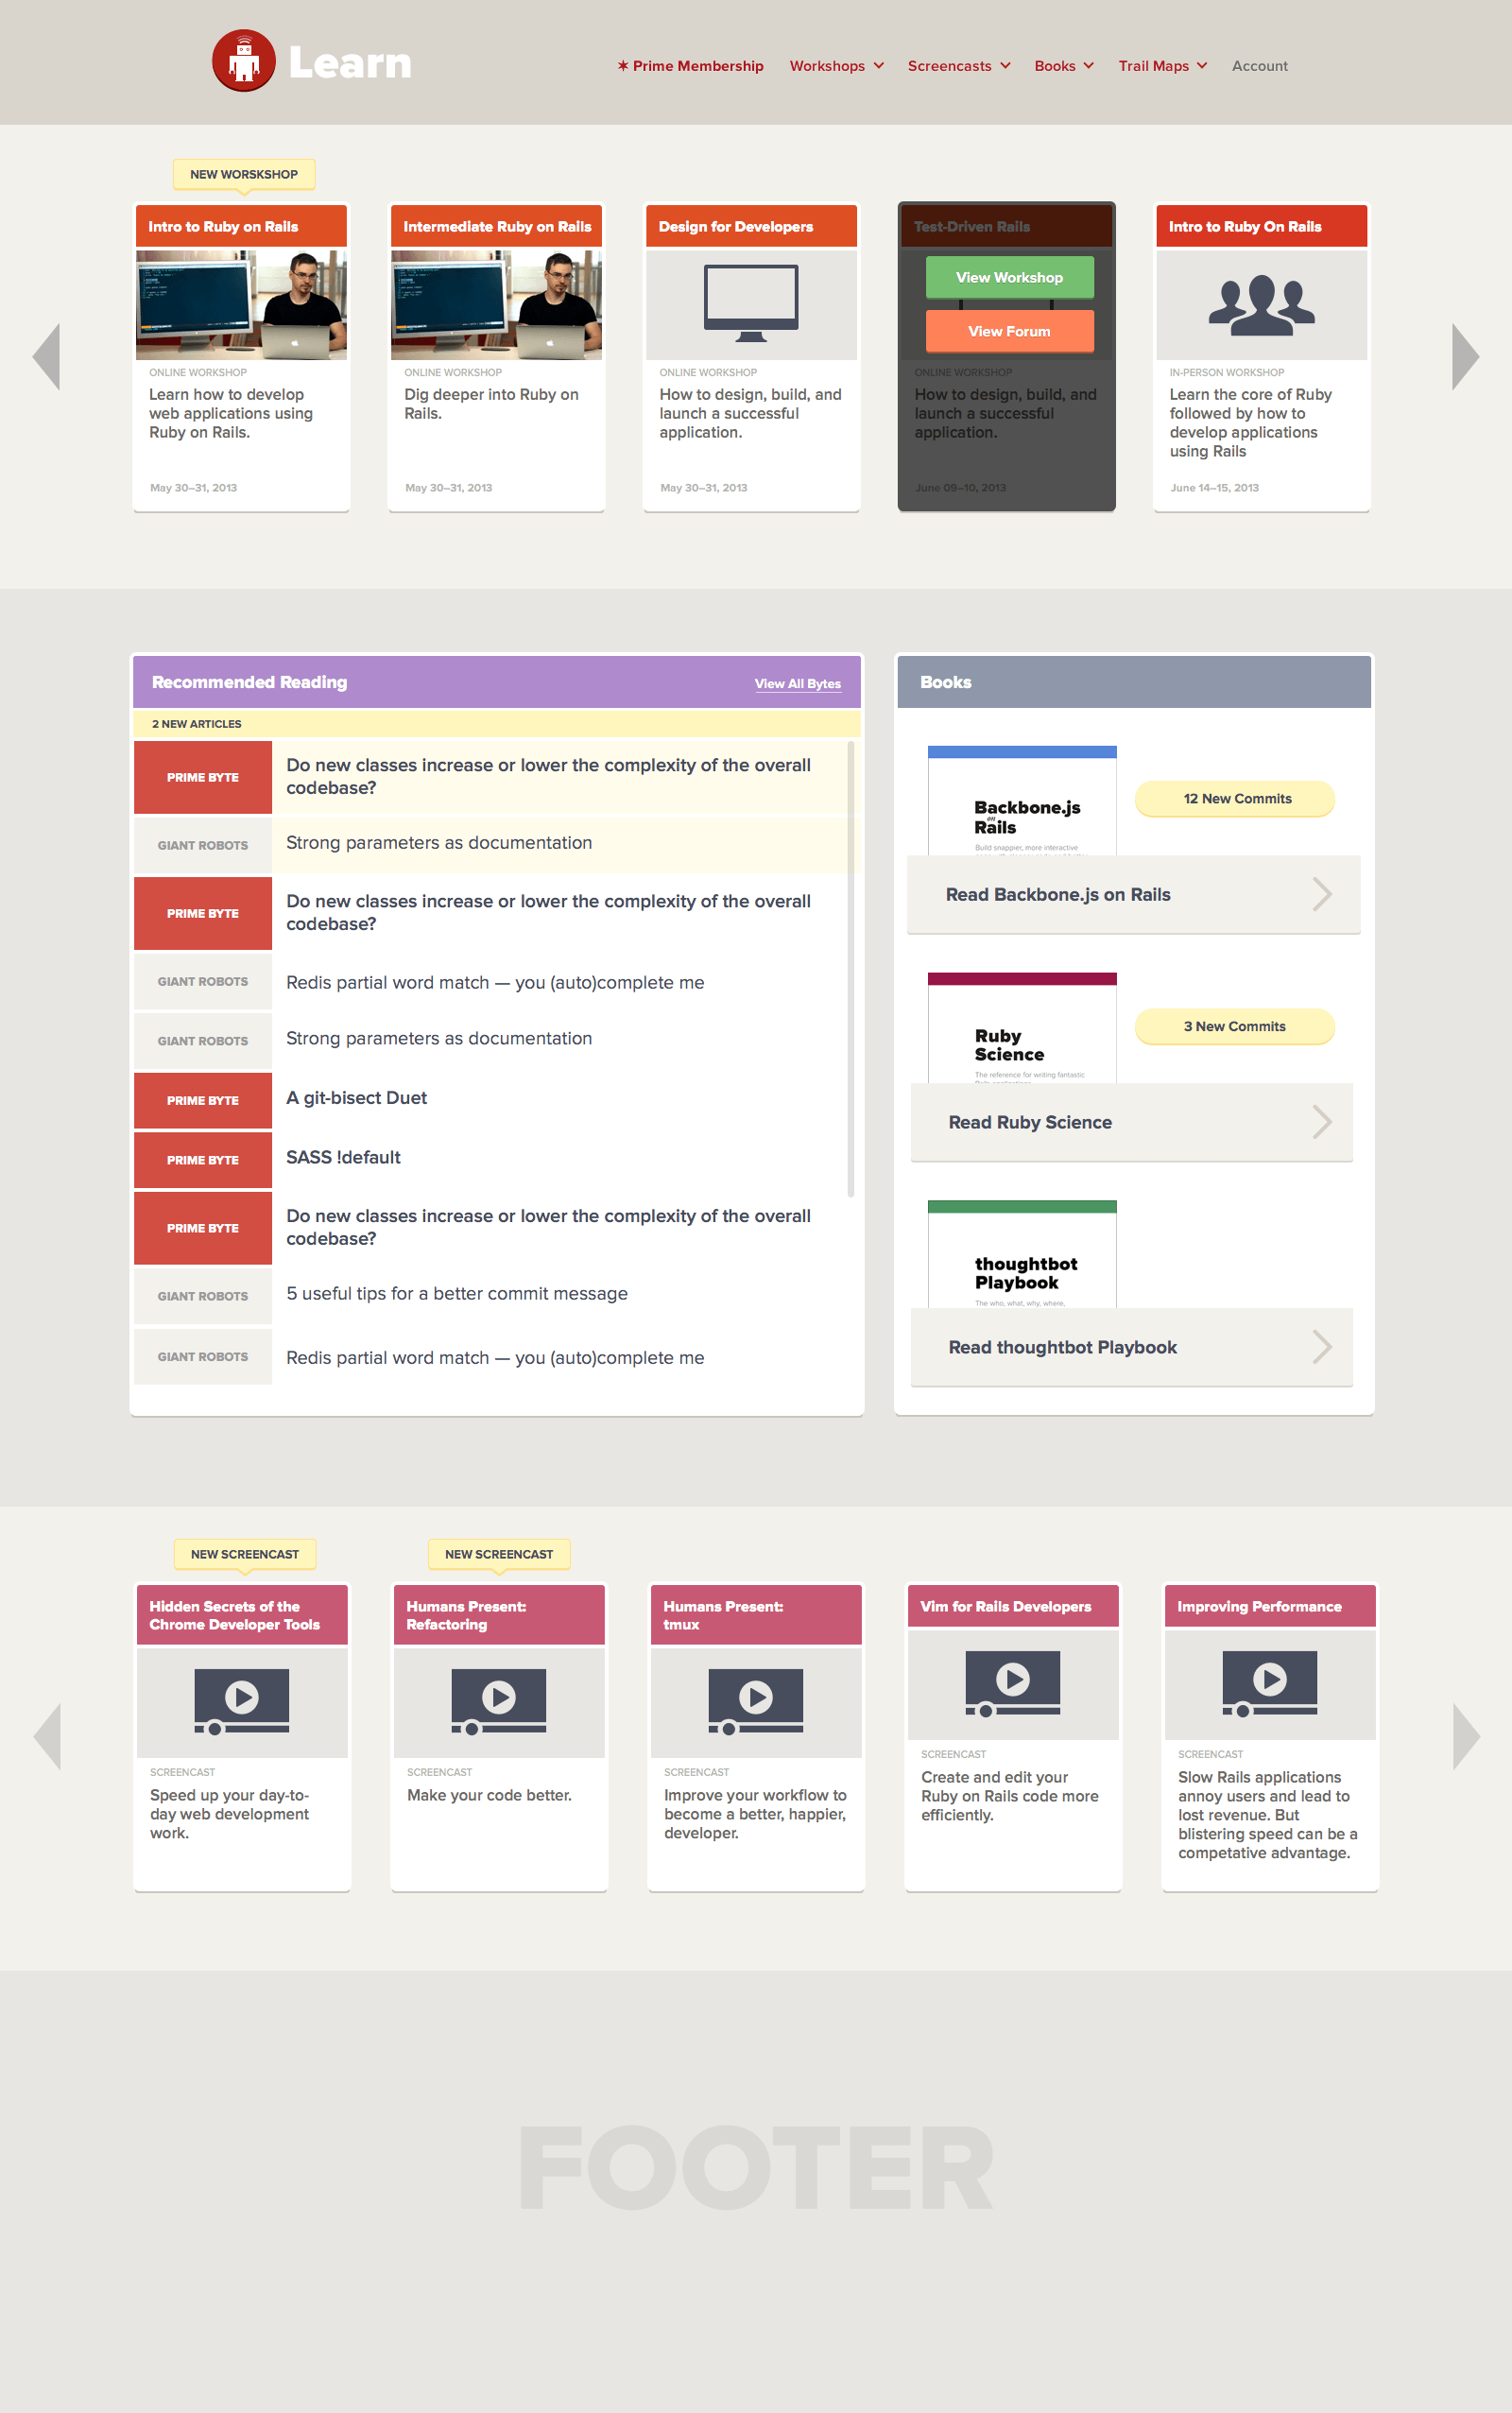 Learn
✶ Prime Membership Workshops Screencasts Books Trail Maps Account
NEW WORSKSHOP
Intro to Ruby on Rails
ONLINE WORKSHOP
Learn how to develop
web applications using
Ruby on Rails.
May 30–31, 2013
Intermediate Ruby on Rails
ONLINE WORKSHOP
Dig deeper into Ruby on
Rails.
May 30–31, 2013
Design for Developers
ONLINE WORKSHOP
How to design, build, and
launch a successful
application.
May 30–31, 2013
Test-Driven Rails
View Workshop
View Forum
ONLINE WORKSHOP
How to design, build, and
launch a successful
application.
June 09–10, 2013
Intro to Ruby On Rails
IN-PERSON WORKSHOP
Learn the core of Ruby
followed by how to
develop applications
using Rails
June 14–15, 2013
Recommended Reading
View All Bytes
2 NEW ARTICLES
PRIME BYTE
Do new classes increase or lower the complexity of the overall
codebase?
GIANT ROBOTS
Strong parameters as documentation
PRIME BYTE
Do new classes increase or lower the complexity of the overall
codebase?
GIANT ROBOTS
Redis partial word match — you (auto)complete me
GIANT ROBOTS
Strong parameters as documentation
PRIME BYTE
A git-bisect Duet
PRIME BYTE
SASS !default
PRIME BYTE
Do new classes increase or lower the complexity of the overall
codebase?
GIANT ROBOTS
5 useful tips for a better commit message
GIANT ROBOTS
Redis partial word match — you (auto)complete me
Books
Backbone.js
on
Rails
Build snappier, more interactive
12 New Commits
Read Backbone.js on Rails
Ruby
Science
The reference for writing fantastic
3 New Commits
Read Ruby Science
thoughtbot
Playbook
The who, what, why, where,
Read thoughtbot Playbook
NEW SCREENCAST
Hidden Secrets of the
Chrome Developer Tools
SCREENCAST
Speed up your day-to-
day web development
work.
NEW SCREENCAST
Humans Present:
Refactoring
SCREENCAST
Make your code better.
Humans Present:
tmux
SCREENCAST
Improve your workflow to
become a better, happier,
developer.
Vim for Rails Developers
SCREENCAST
Create and edit your
Ruby on Rails code more
efficiently.
Improving Performance
SCREENCAST
Slow Rails applications
annoy users and lead to
lost revenue. But
blistering speed can be a
competative advantage.
FOOTER